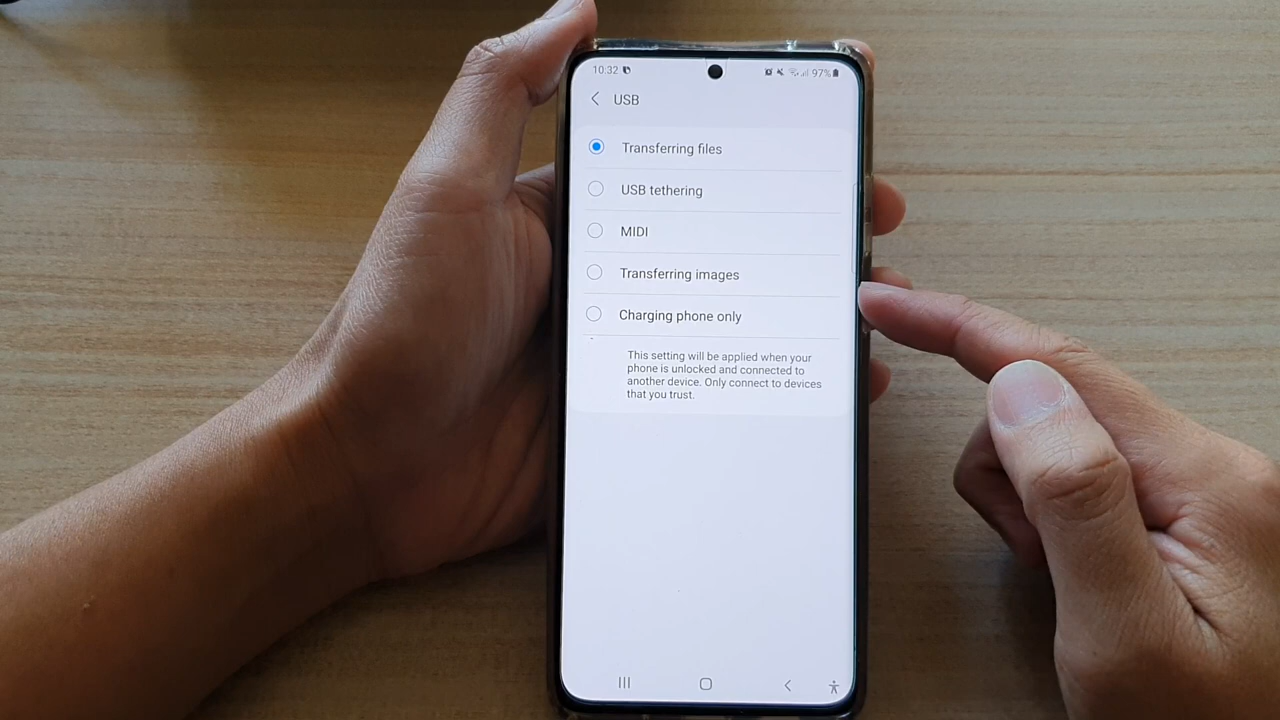 10:32 97%
USB
Transferring files
USB tethering
MIDI
Transferring images
Charging phone only
This setting will be applied when your
phone is unlocked and connected to
another device. Only connect to devices
that you trust.